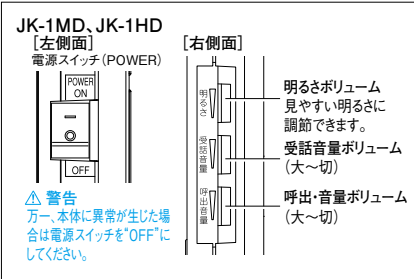 JK-1MD、JK-1HD
[左側面]
電源スイッチ(POWER)
POWER
ON
OFF
⚠ 警告
万一、本体に異常が生じた場
合は電源スイッチを“OFF”に
してください。
[右側面]
明るさ
受話音量
呼出音量
明るさボリューム
見やすい明るさに
調節できます。
受話音量ボリューム
(大〜切)
呼出・音量ボリューム
(大〜切)